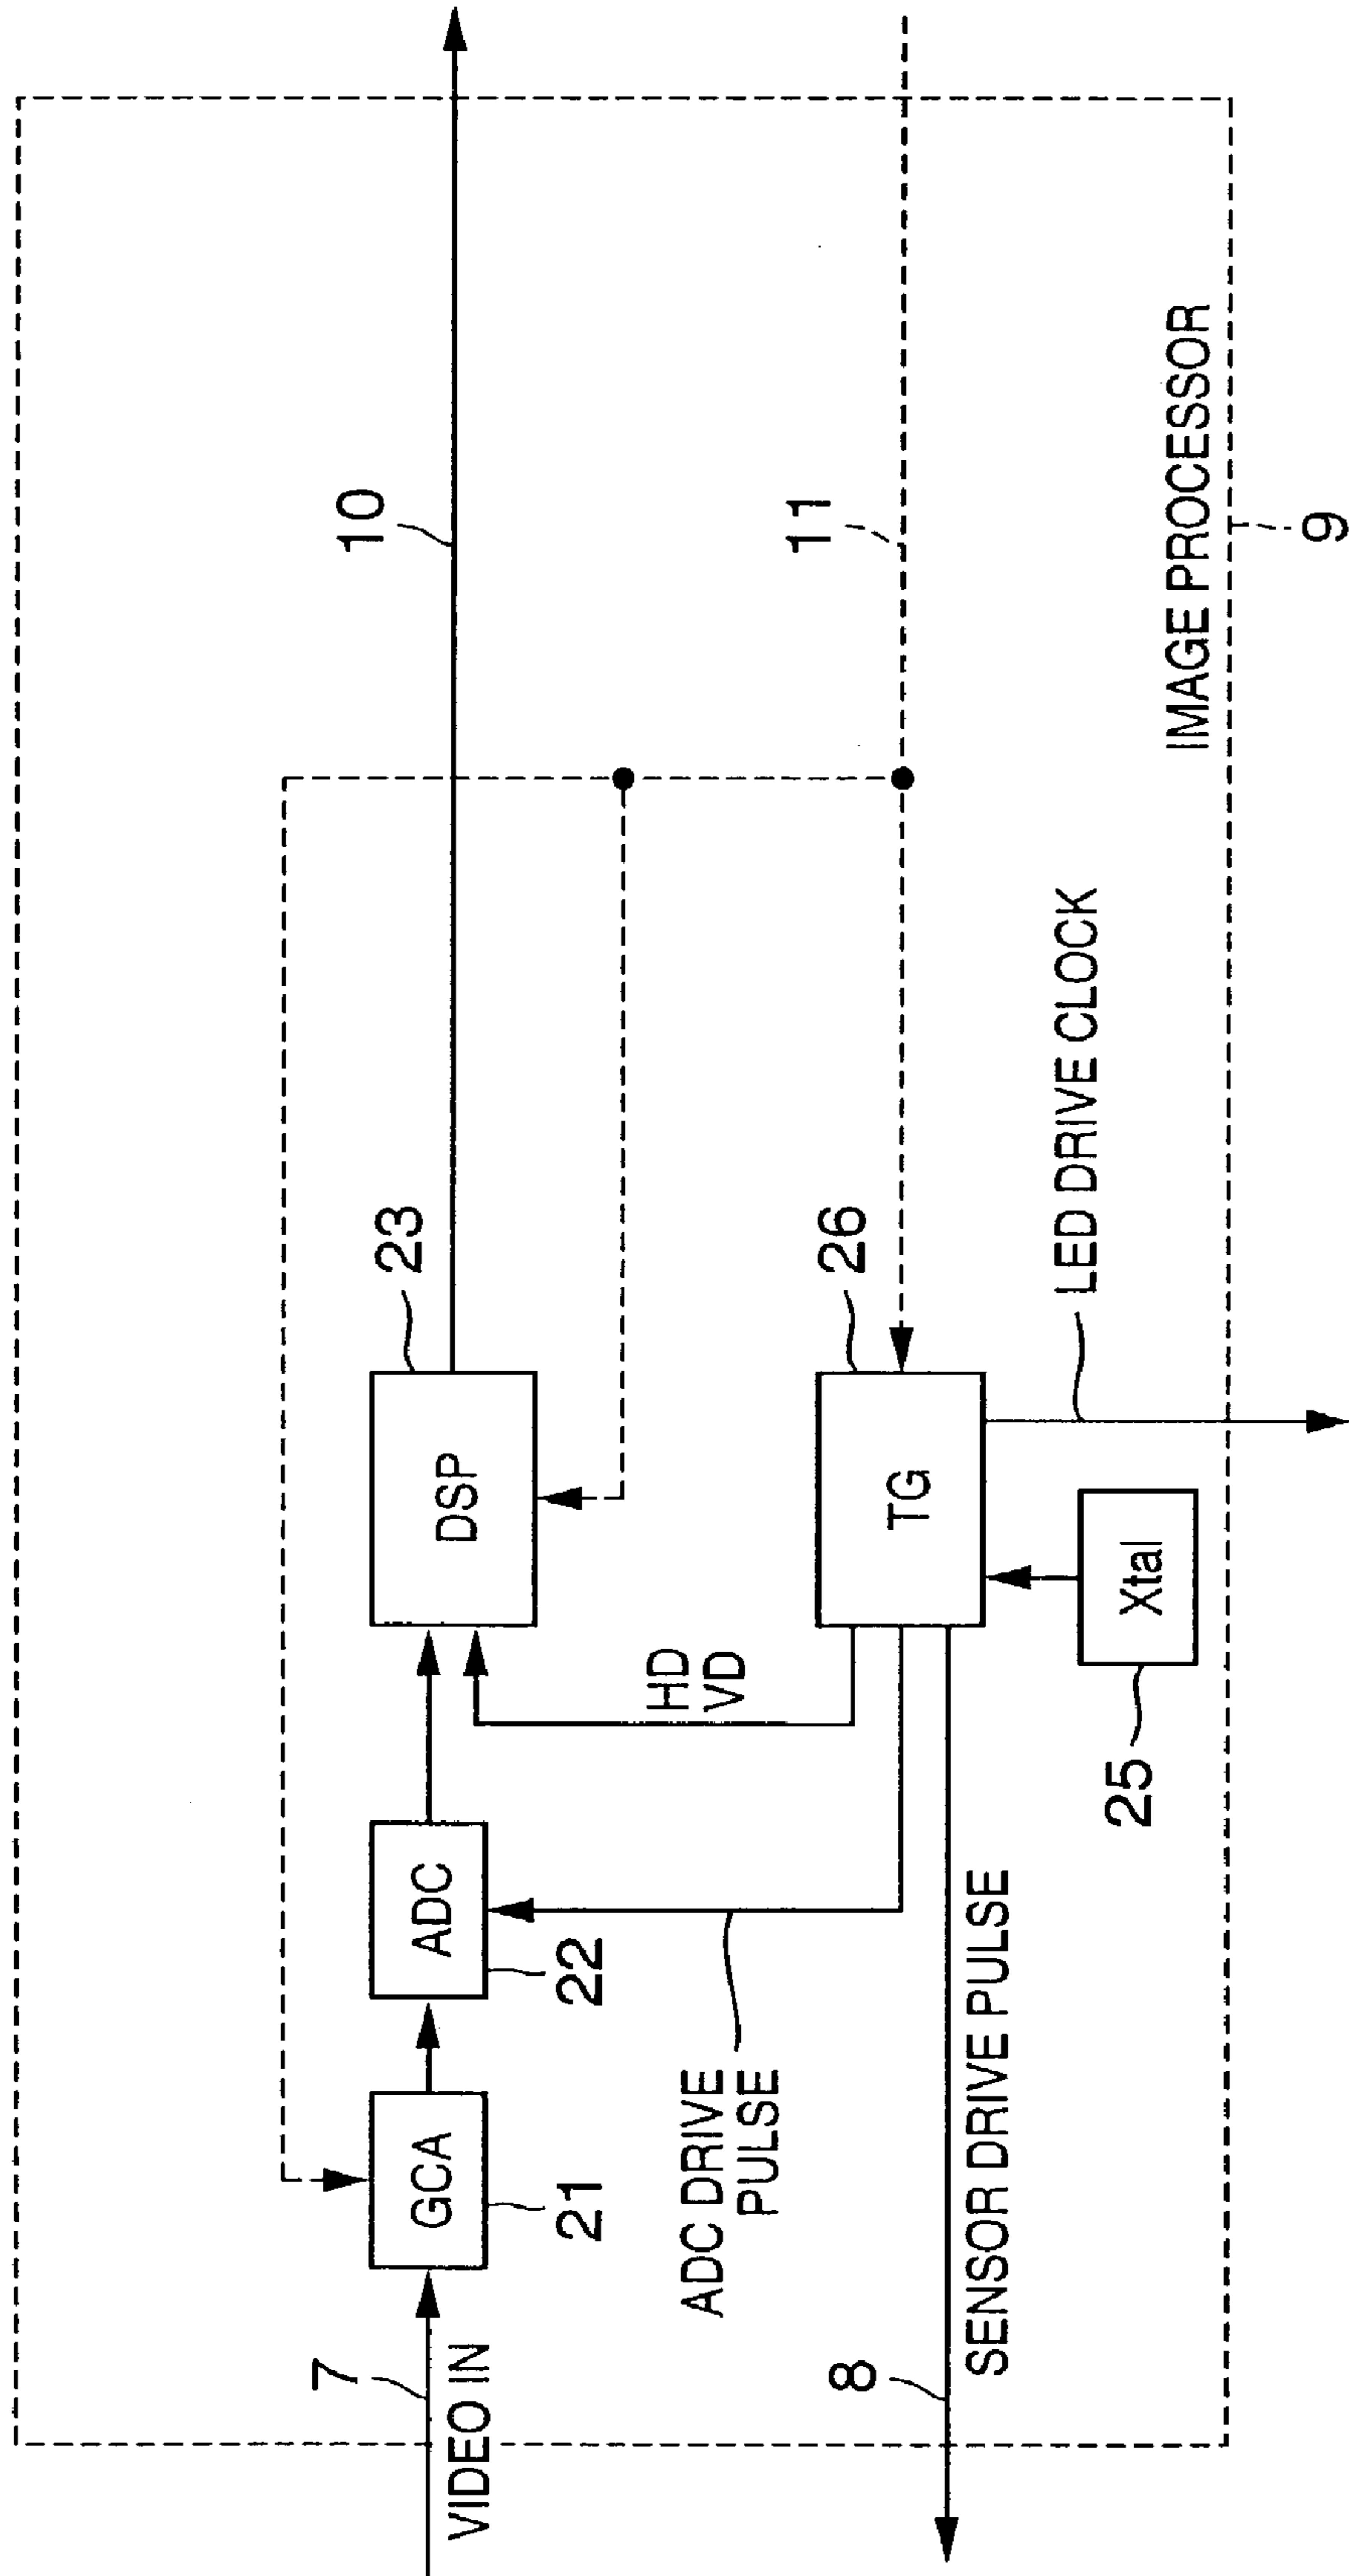 7
VIDEO IN
GCA
21
ADC
22
DSP
23
10
HD
VD
ADC DRIVE
PULSE
8
SENSOR DRIVE PULSE
TG
26
Xtal
25
LED DRIVE CLOCK
11
IMAGE PROCESSOR
9